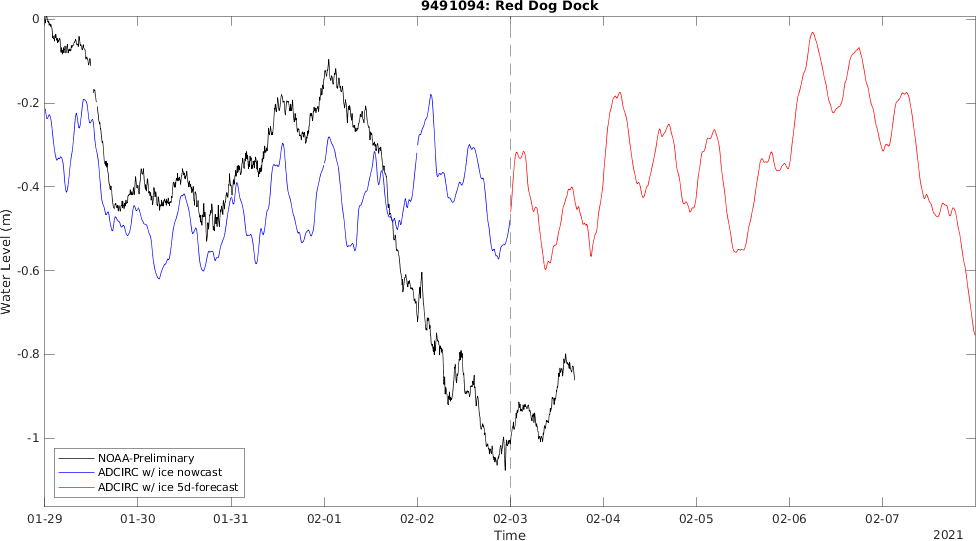 9491094: Red Dog Dock
0
-0.2
-0.4
-0.6
-0.8
-1
Water Level (m)
NOAA-Preliminary
ADCIRC w/ ice nowcast
ADCIRC w/ ice 5d-forecast
01-29 01-30 01-31 02-01 02-02 02-03 02-04 02-05 02-06 02-07
Time
2021